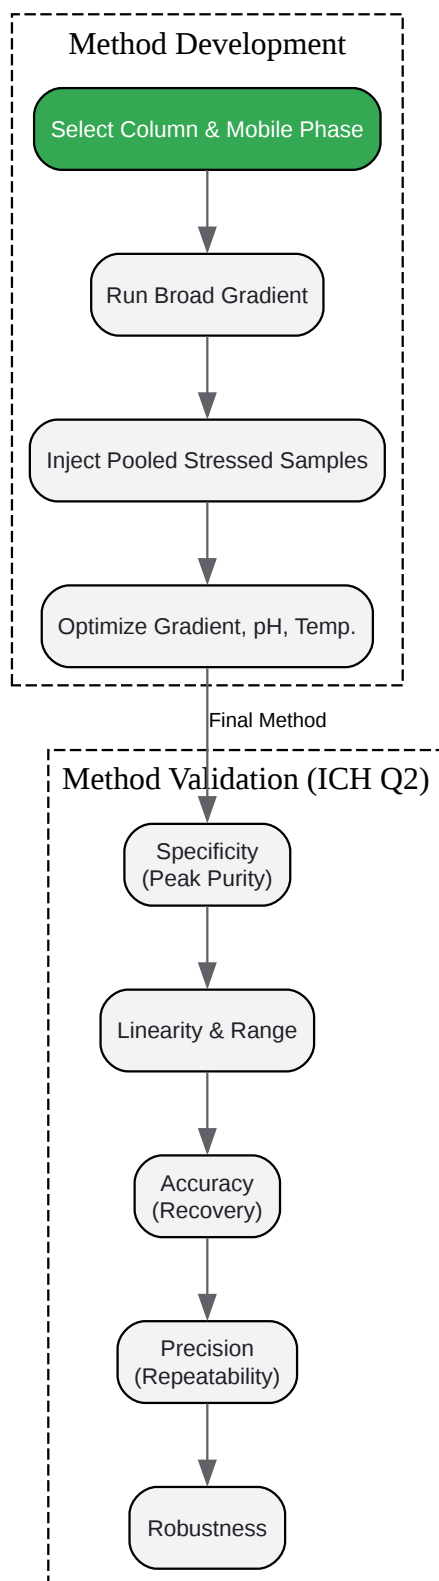 Method Development
Select Column & Mobile Phase
Run Broad Gradient
Inject Pooled Stressed Samples
Optimize Gradient, pH, Temp.
Final Method
Method Validation (ICH Q2)
Specificity
(Peak Purity)
Linearity & Range
Accuracy
(Recovery)
Precision
(Repeatability)
Robustness